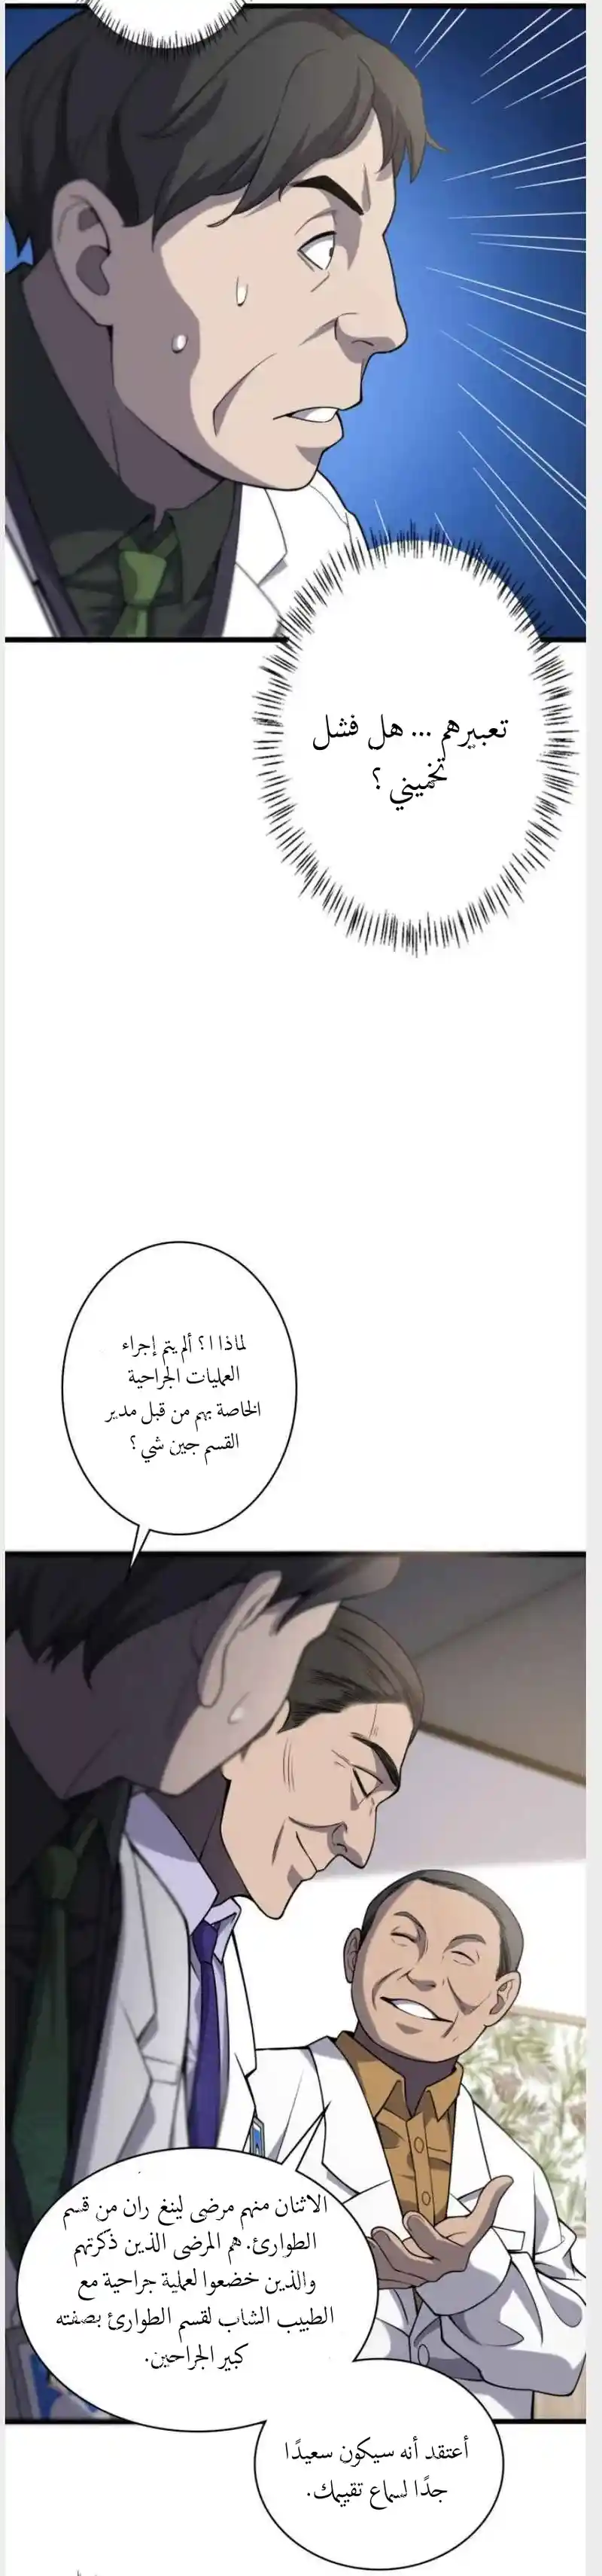 تعبيرهم ... هل فشل
تخميني ؟
لماذا ا؟ ألم يتم إجراء
العمليات الجراحية
الخاصة بهم من قبل مدير
القسم جين شي ؟
الاثنان منهم مرضى لينغ ران من قسم
الطوارئ. هم المرضى الذين ذكرتهم
والذين خضعوا لعملية جراحية مع
الطبيب الشاب لقسم الطوارئ بصفته
كبير الجراحين.
أعتقد أنه سيكون سعيدًا
جدًا لسماع تقييمك.